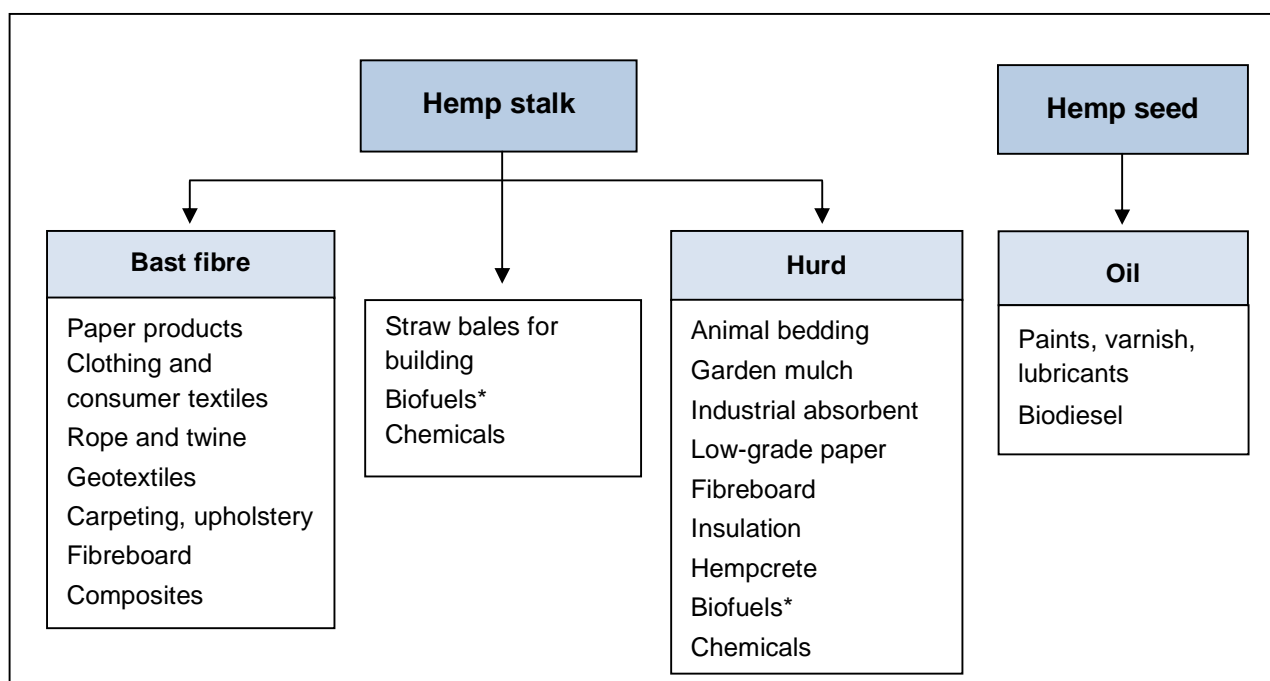 Hemp stalk
Hemp seed
Bast fibre
Paper products
Clothing and
consumer textiles
Rope and twine
Geotextiles
Carpeting, upholstery
Fibreboard
Composites
Straw bales for
building
Biofuels*
Chemicals
Hurd
Animal bedding
Garden mulch
Industrial absorbent
Low-grade paper
Fibreboard
Insulation
Hempcrete
Biofuels*
Chemicals
Oil
Paints, varnish,
lubricants
Biodiesel